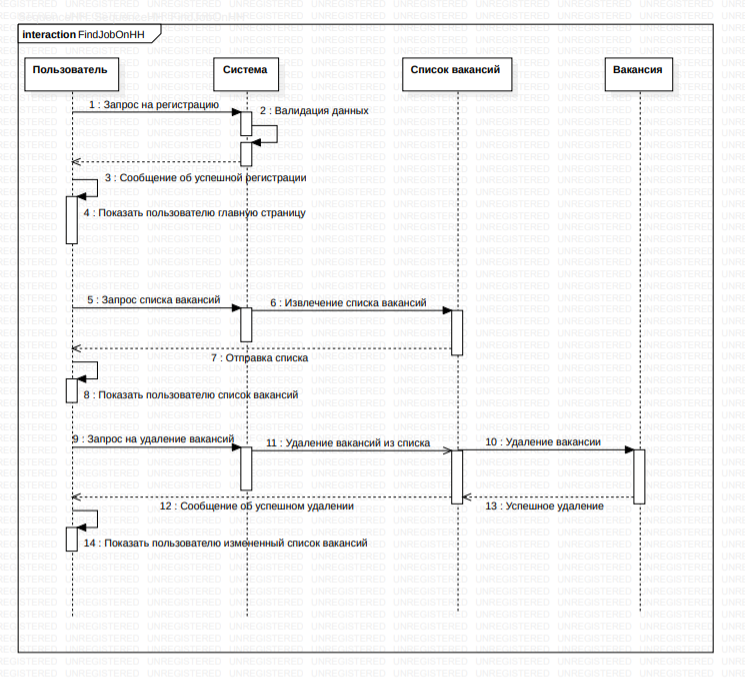 interaction FindJobOnHH
Пользователь
Система
Список вакансий
Вакансия
1 : Запрос на регистрацию
2 : Валидация данных
3 : Сообщение об успешной регистрации
4 : Показать пользователю главную страницу
5 : Запрос списка вакансий
6 : Извлечение списка вакансий
7 : Отправка списка
8 : Показать пользователю список вакансий
9 : Запрос на удаление вакансий
11 : Удаление вакансий из списка
10 : Удаление вакансии
12 : Сообщение об успешном удалении
13 : Успешное удаление
14 : Показать пользователю измененный список вакансий
UNREGISTERED